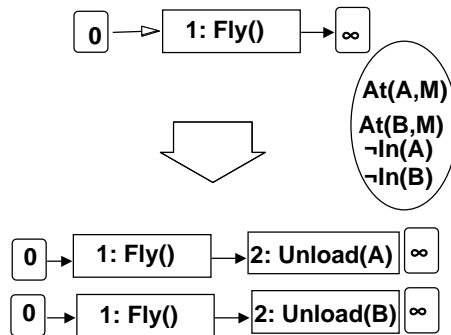 0 1: Fly() ∞
At(A,M)
At(B,M)
¬In(A)
¬In(B)
0 1: Fly() 2: Unload(A) ∞
0 1: Fly() 2: Unload(B) ∞